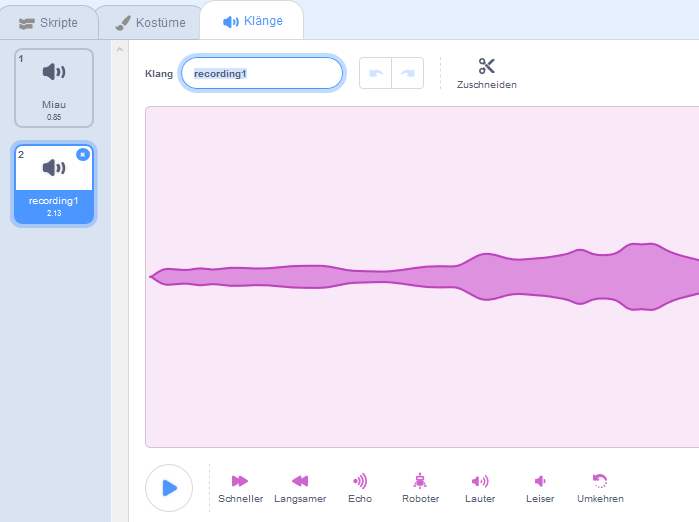 Skripte
Kostüme
Klänge
1
Miau
0.85
2
recording1
2.13
Klang
recording1
Zuschneiden
Schneller
Langsamer
Echo
Roboter
Lauter
Leiser
Umkehren